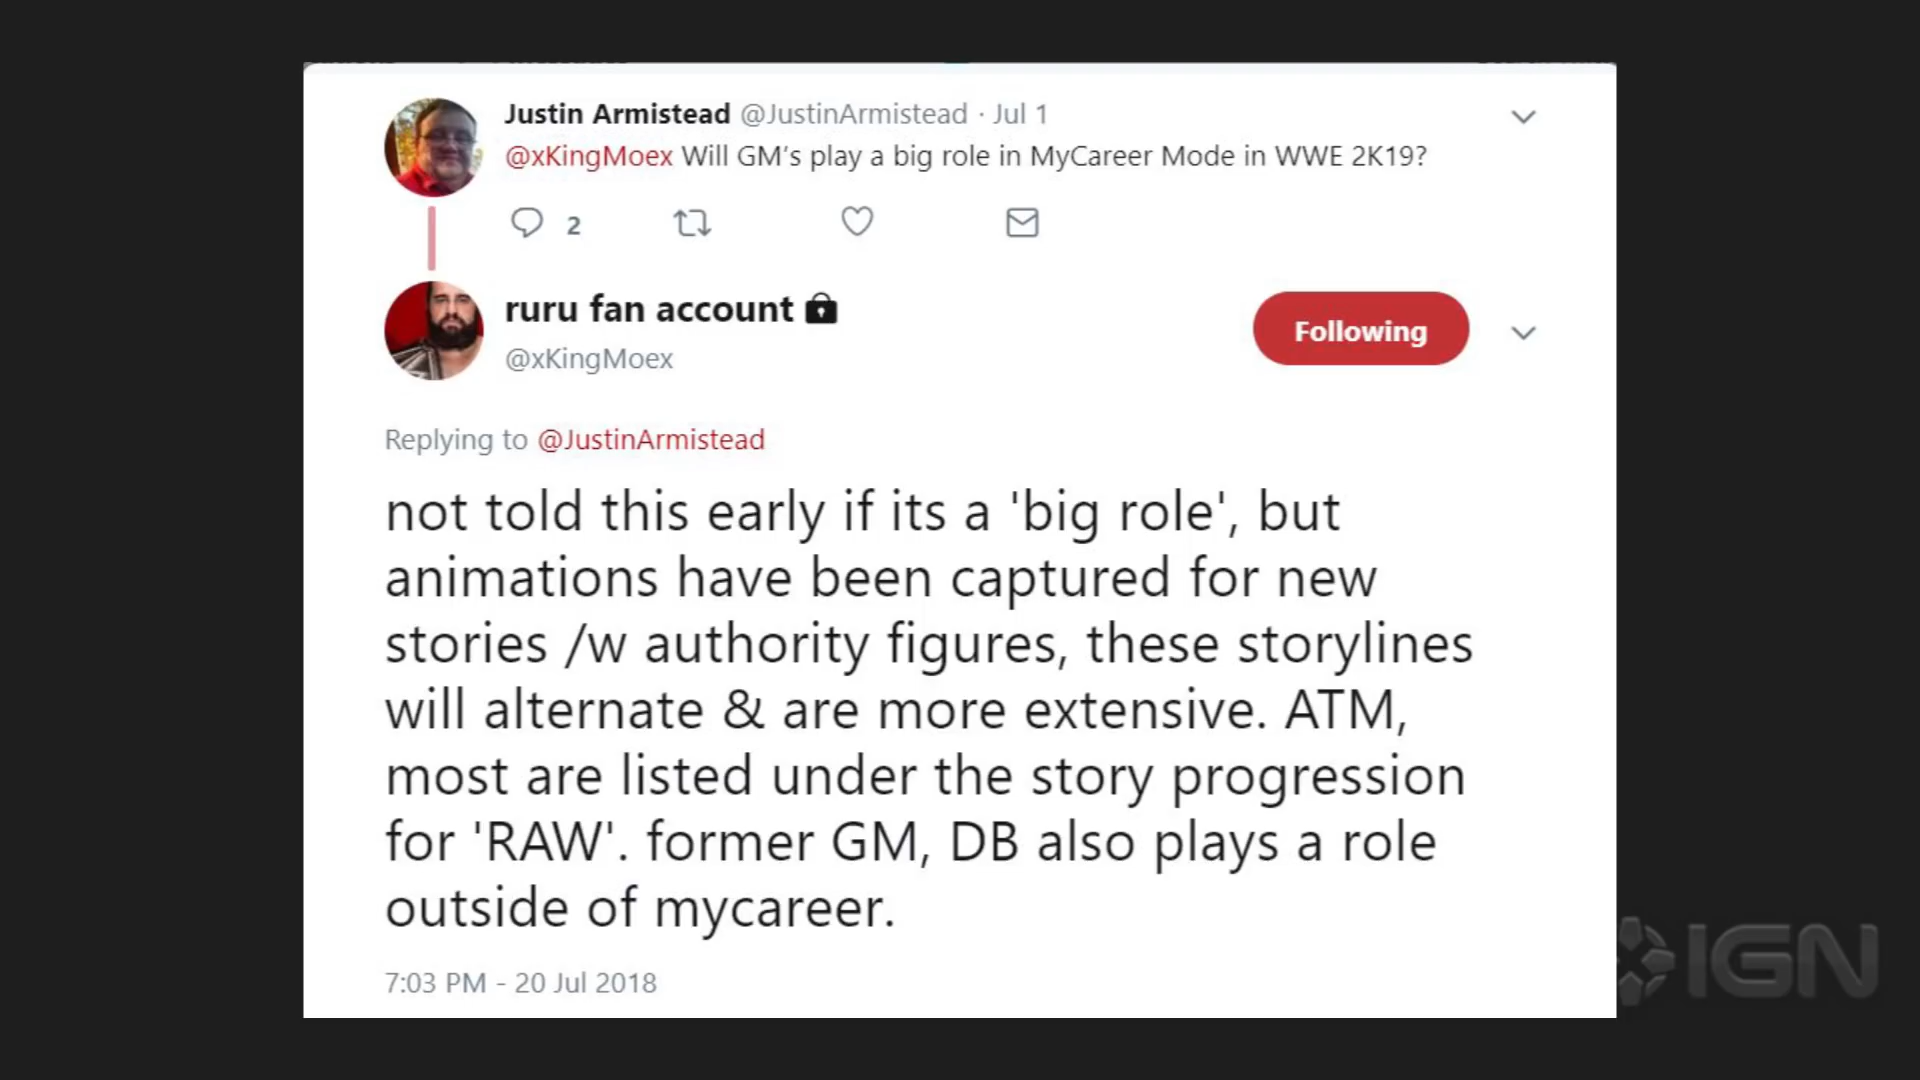 Justin Armistead @JustinArmistead · Jul 1
@xKingMoex Will GM's play a big role in MyCareer Mode in WWE 2K19?
2
ruru fan account
@xKingMoex
Following
Replying to @JustinArmistead
not told this early if its a 'big role', but
animations have been captured for new
stories /w authority figures, these storylines
will alternate & are more extensive. ATM,
most are listed under the story progression
for 'RAW'. former GM, DB also plays a role
outside of mycareer.
7:03 PM - 20 Jul 2018
IGN